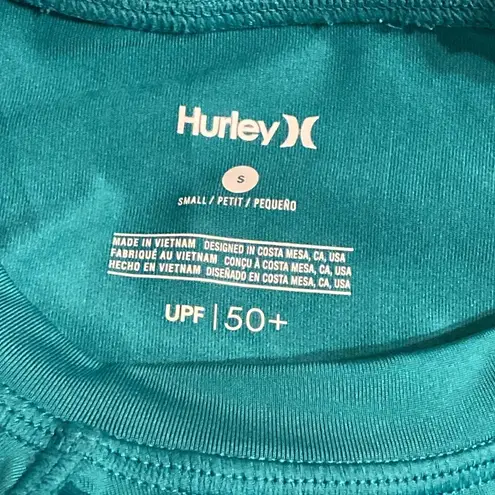 Hurley
S
SMALL / PETIT / PEQUEÑO
MADE IN VIETNAM DESIGNED IN COSTA MESA, CA, USA
FABRIQUÉ AU VIETNAM CONÇU À COSTA MESA, CA, USA
HECHO EN VIETNAM DISEÑADO EN COSTA MESA, CA, USA
UPF | 50+